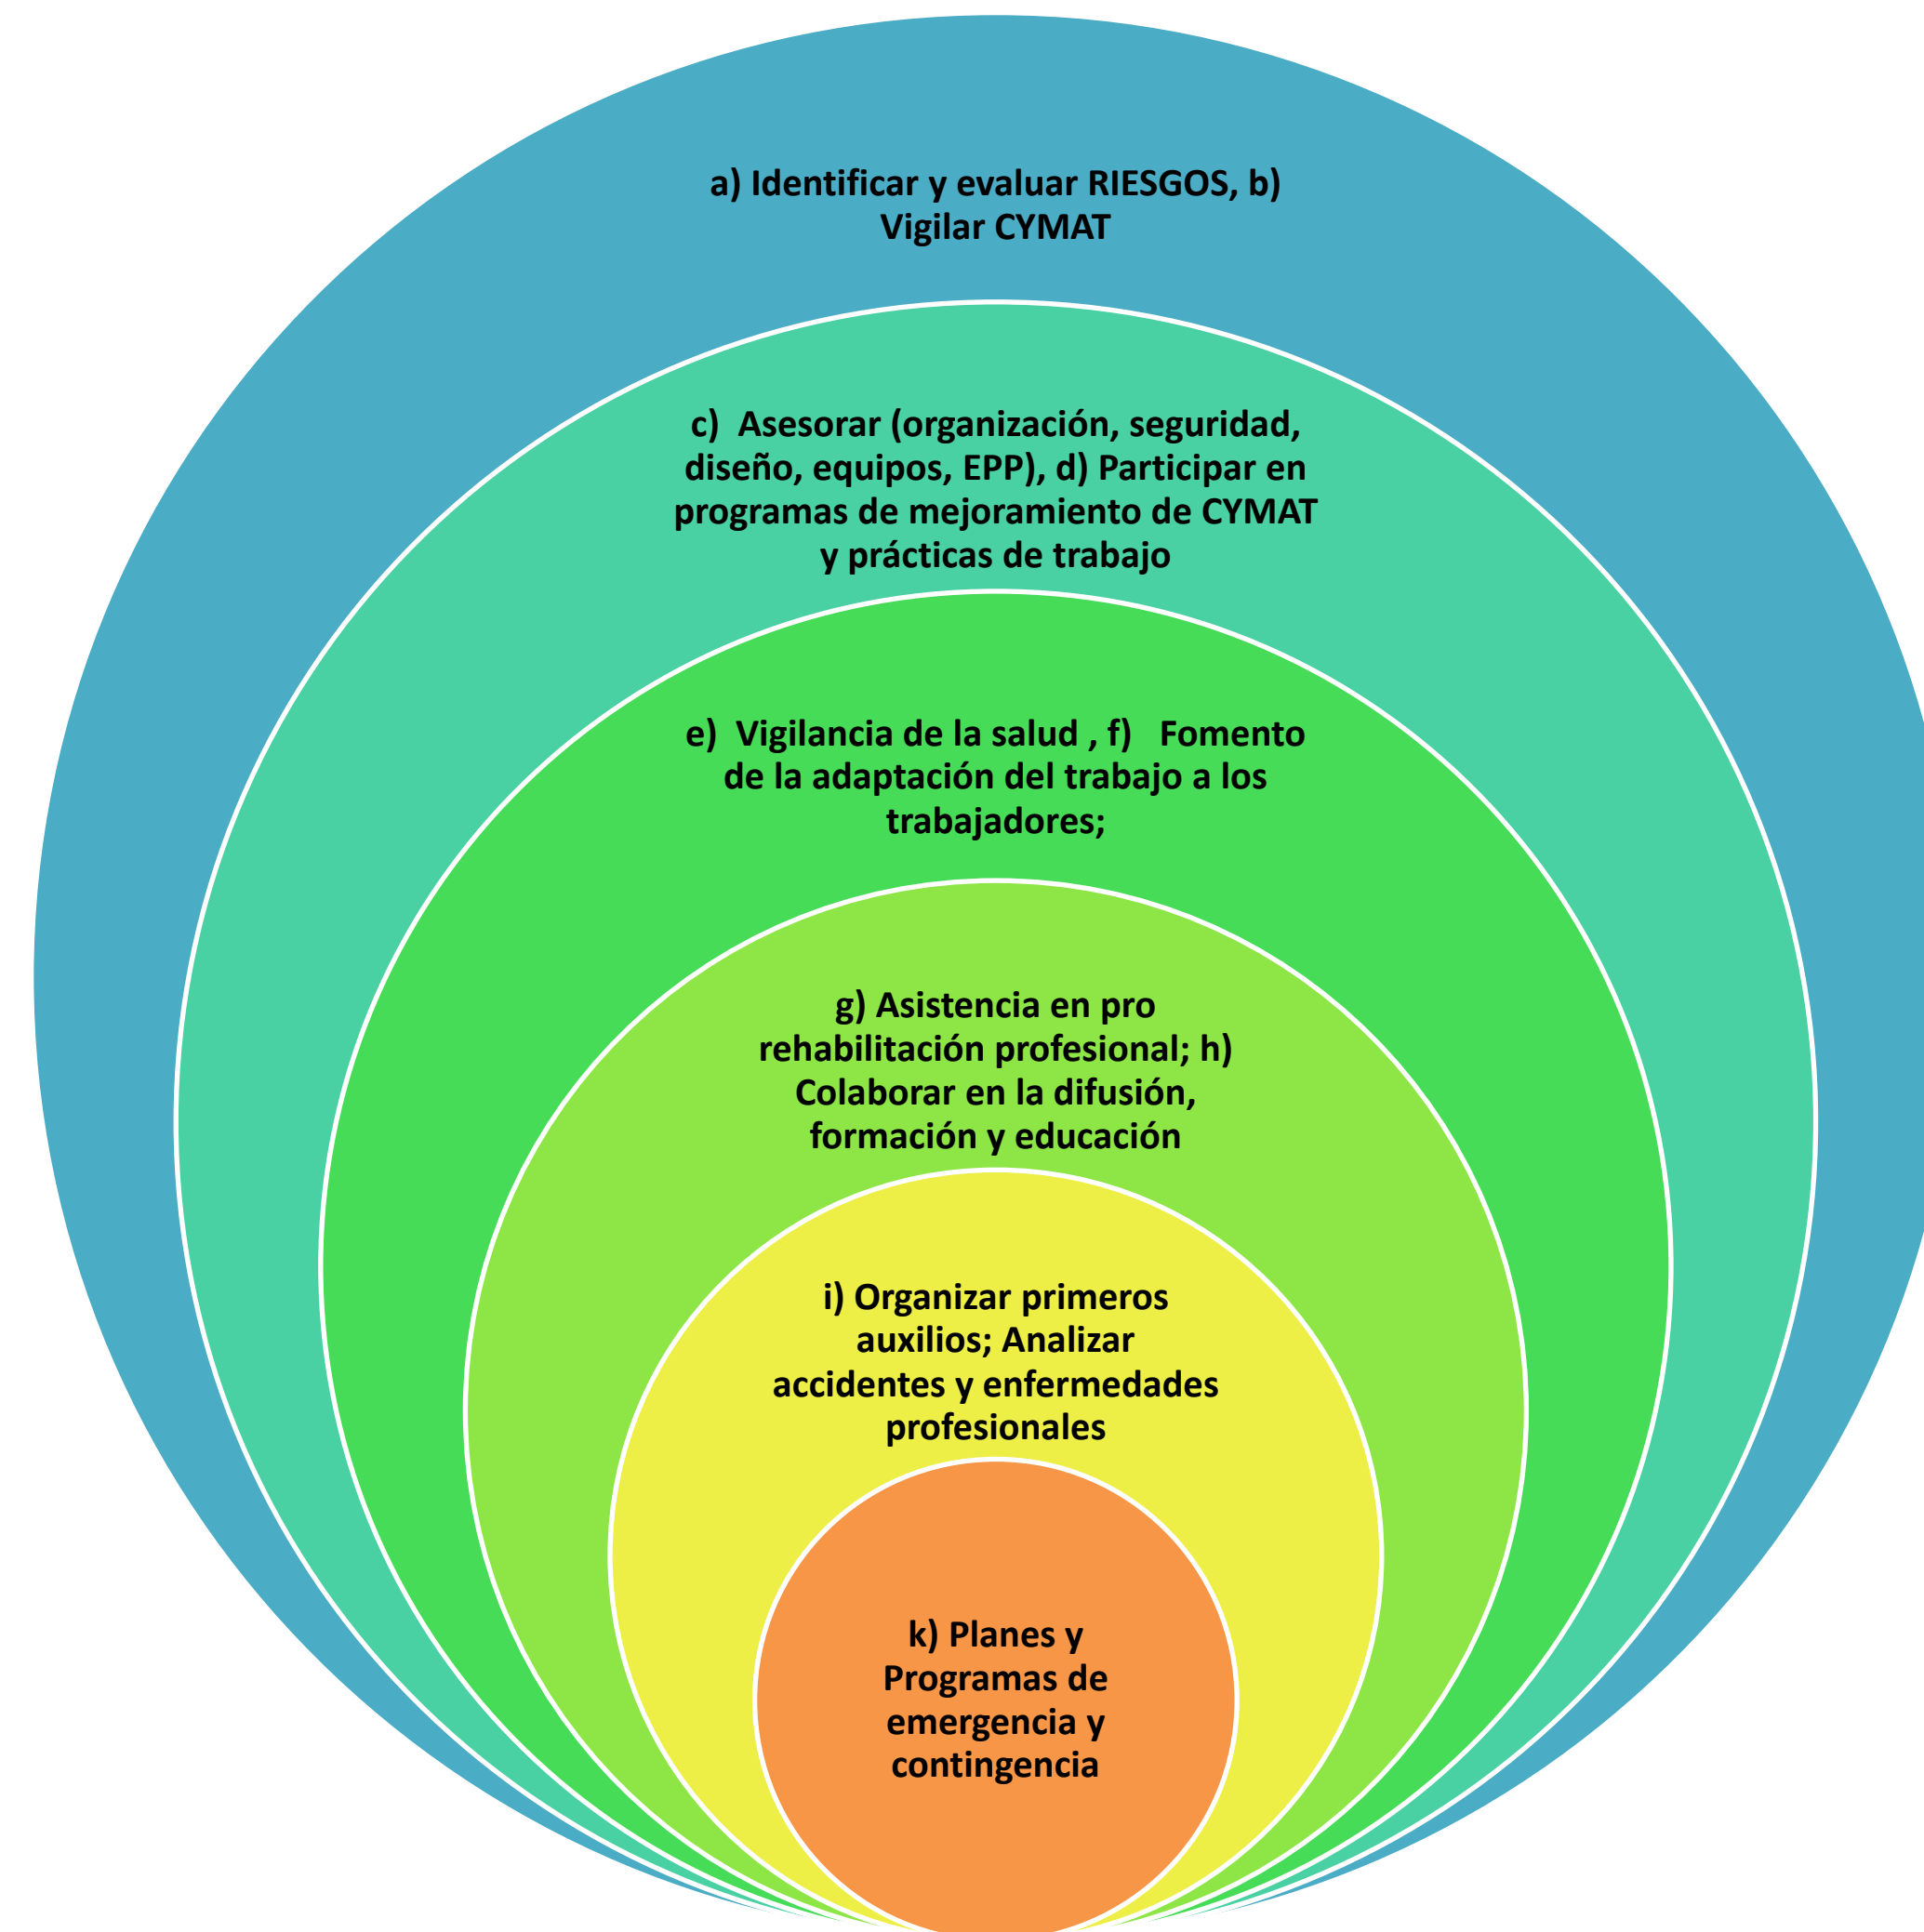 a) Identificar y evaluar RIESGOS, b)
Vigilar CYMAT
c)  Asesorar (organización, seguridad,
diseño, equipos, EPP), d) Participar en
programas de mejoramiento de CYMAT
y prácticas de trabajo
e)  Vigilancia de la salud , f)   Fomento
de la adaptación del trabajo a los
trabajadores;
g) Asistencia en pro
rehabilitación profesional; h)
Colaborar en la difusión,
formación y educación
i) Organizar primeros
auxilios; Analizar
accidentes y enfermedades
profesionales
k) Planes y
Programas de
emergencia y
contingencia